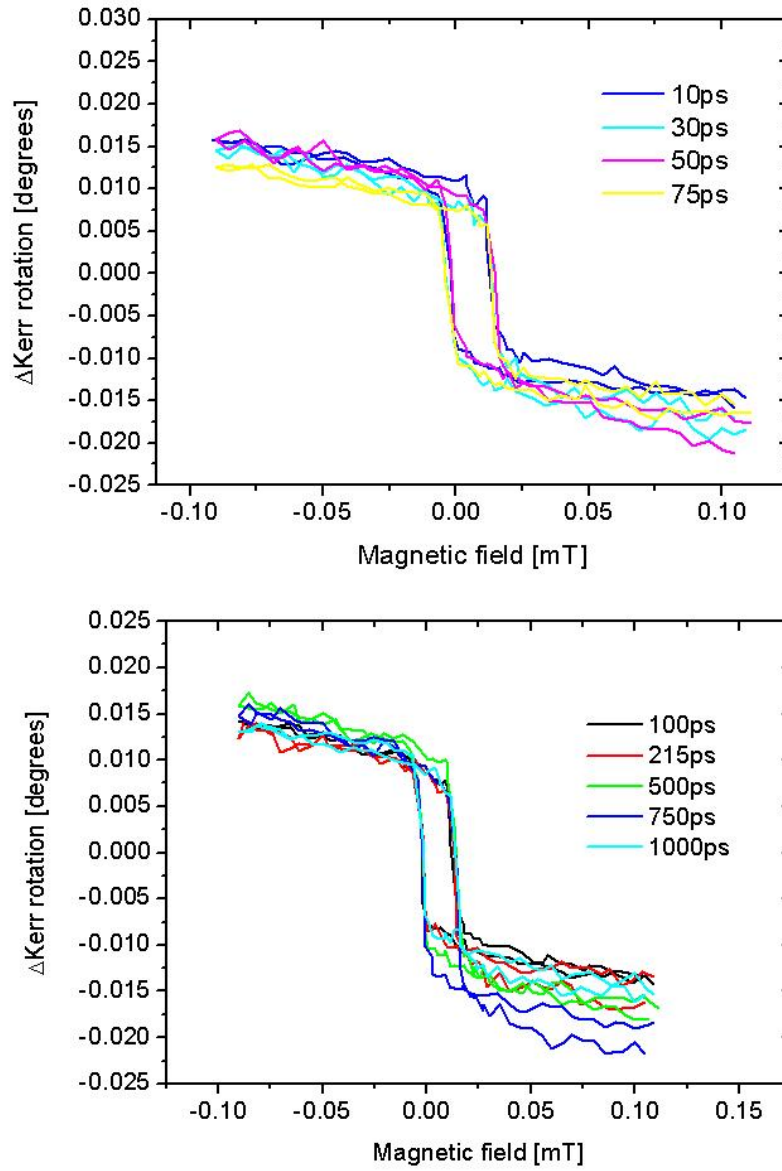 0.030
0.025
0.020
0.015
0.010
0.005
0.000
-0.005
-0.010
-0.015
-0.020
-0.025
ΔKerr rotation [degrees]
10ps
30ps
50ps
75ps
-0.10 -0.05 0.00 0.05 0.10
Magnetic field [mT]
0.025
0.020
0.015
0.010
0.005
0.000
-0.005
-0.010
-0.015
-0.020
-0.025
ΔKerr rotation [degrees]
100ps
215ps
500ps
750ps
1000ps
-0.10 -0.05 0.00 0.05 0.10 0.15
Magnetic field [mT]